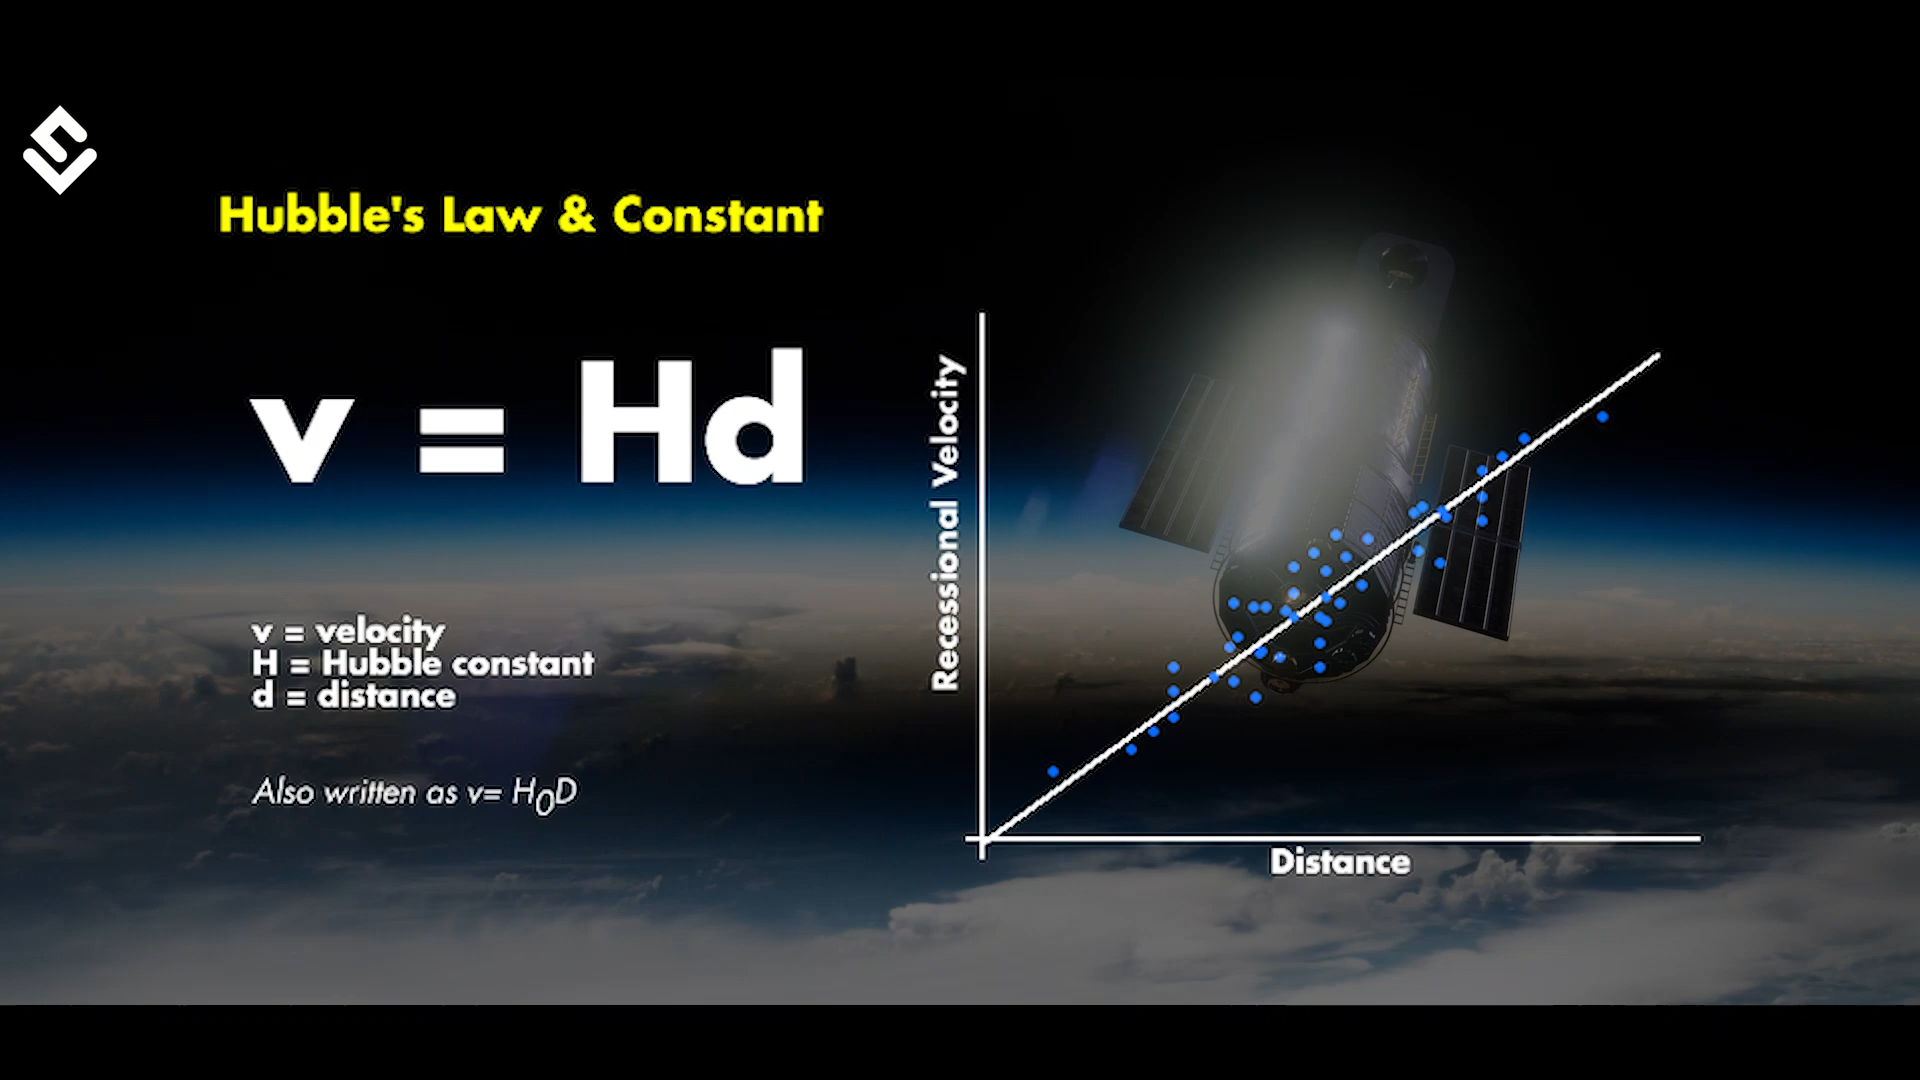 Hubble's Law & Constant
v = Hd
v = velocity
H = Hubble constant
d = distance
Also written as v= H₀D
Recessional Velocity
Distance